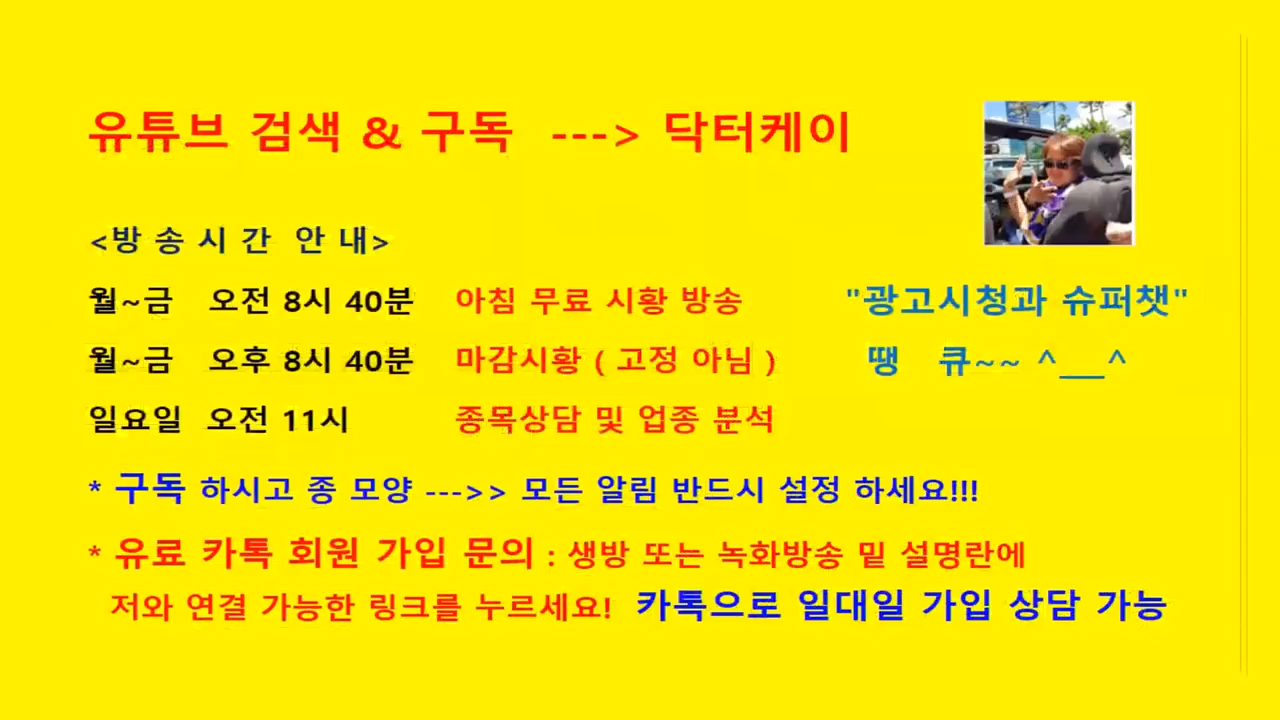 유튜브 검색 & 구독 ---> 닥터케이
<방 송 시 간 안 내>
월~금 오전 8시 40분 아침 무료 시황 방송 "광고시청과 슈퍼챗"
월~금 오후 8시 40분 마감시황 ( 고정 아님 ) 땡 큐~~ ^__^
일요일 오전 11시 종목상담 및 업종 분석
* 구독 하시고 종 모양 --->> 모든 알림 반드시 설정 하세요!!!
* 유료 카톡 회원 가입 문의 : 생방 또는 녹화방송 밑 설명란에
저와 연결 가능한 링크를 누르세요! 카톡으로 일대일 가입 상담 가능